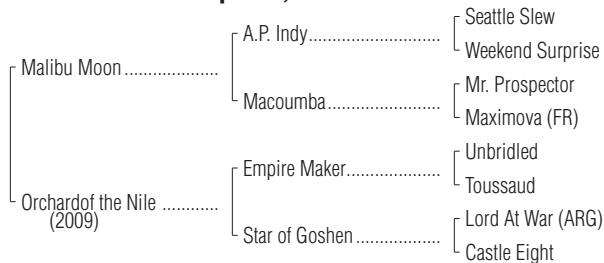 Seattle Slew
A.P. Indy
Weekend Surprise
Malibu Moon
Mr. Prospector
Macoumba
Maximova (FR)
Unbridled
Empire Maker
Toussaud
Orchardof the Nile
(2009)
Lord At War (ARG)
Star of Goshen
Castle Eight